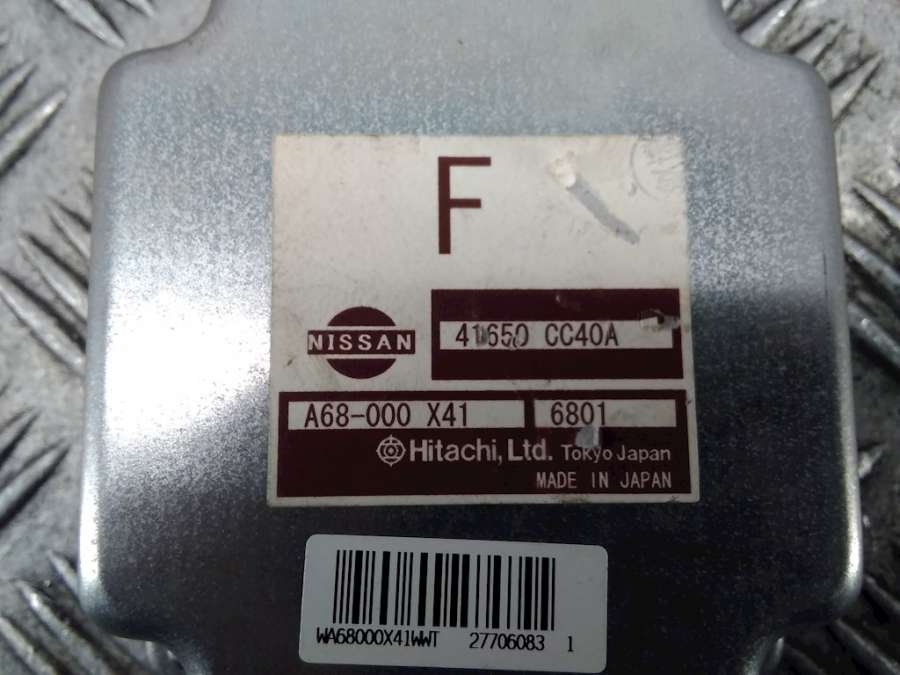 F
NISSAN
41650 CC40A
A68-000 X41 6801
Hitachi, Ltd. Tokyo Japan
MADE IN JAPAN
WA68000X41WWT 27706083 1